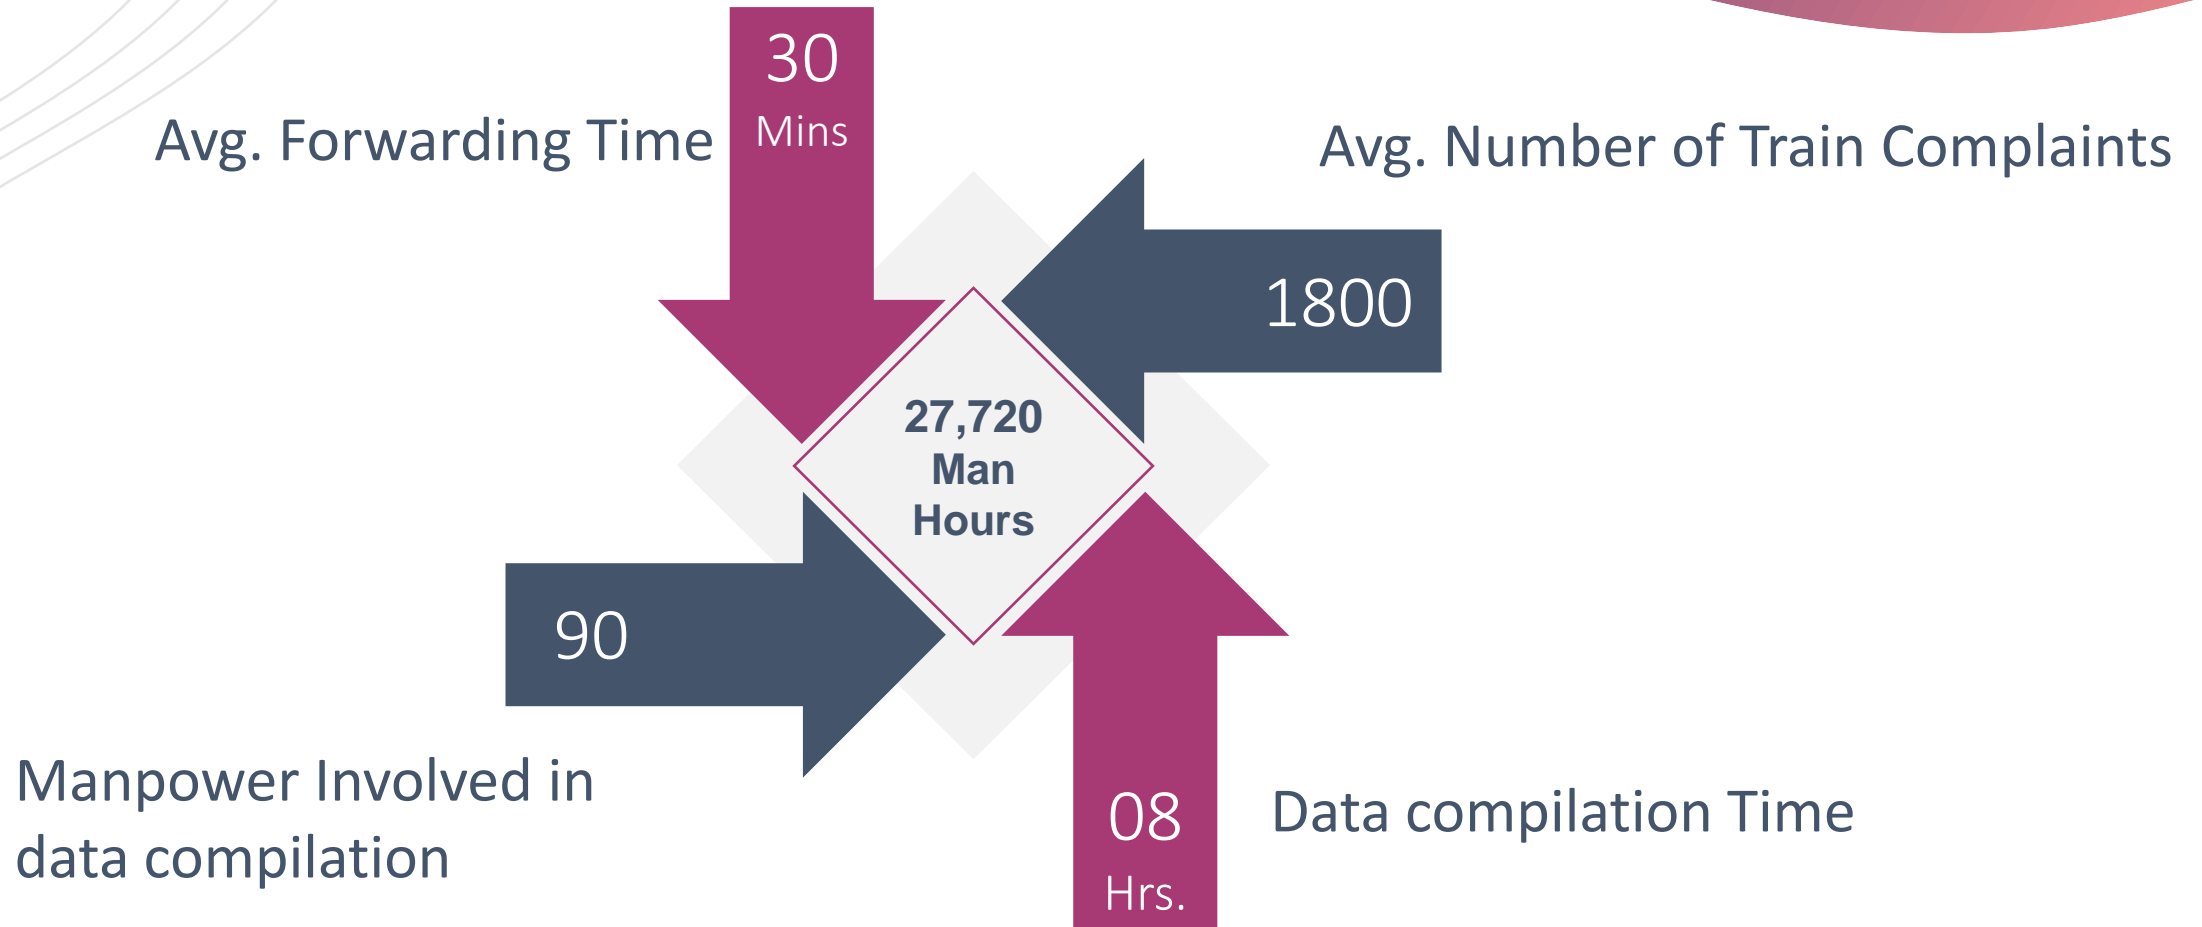 30
Mins
Avg. Forwarding Time
Avg. Number of Train Complaints
1800
27,720
Man
Hours
90
Manpower Involved in
data compilation
08
Hrs.
Data compilation Time